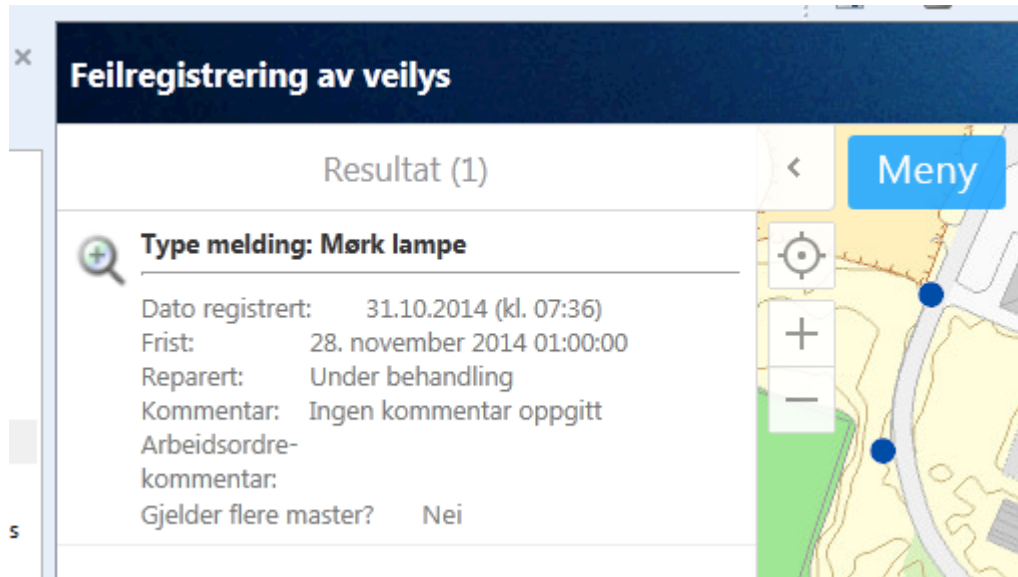 Feilregistrering av veilys
Resultat (1)
Meny
Type melding: Mørk lampe
Dato registrert: 31.10.2014 (kl. 07:36)
Frist: 28. november 2014 01:00:00
Reparert: Under behandling
Kommentar: Ingen kommentar oppgitt
Arbeidsordre-
kommentar:
Gjelder flere master? Nei
s